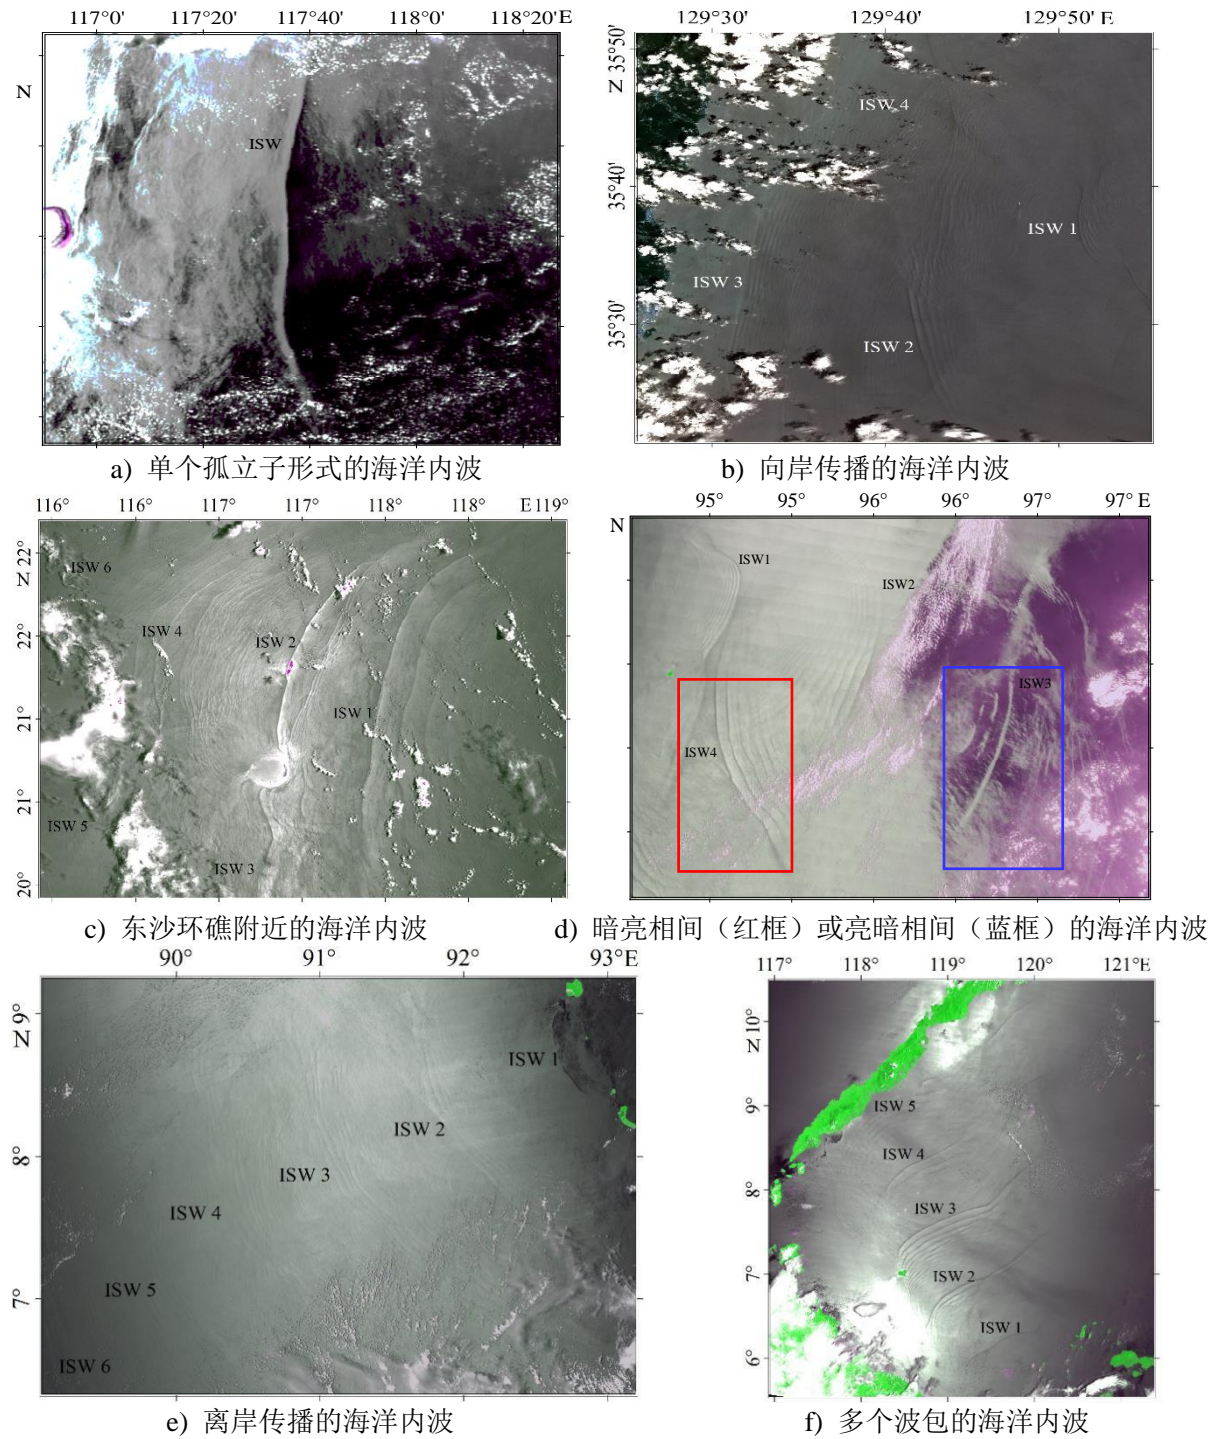 117°0' 117°20' 117°40' 118°0' 118°20'E
N
ISW
a) 单个孤立子形式的海洋内波
129°30' 129°40' 129°50' E
35°50'
N
35°40'
35°30'
ISW 4
ISW 1
ISW 3
ISW 2
b) 向岸传播的海洋内波
116° 116° 117° 117° 118° 118° E119°
22°
N
22°
21°
21°
20°
ISW 6
ISW 4
ISW 2
ISW 1
ISW 5
ISW 3
c) 东沙环礁附近的海洋内波
95° 95° 96° 96° 97° 97° E
N
ISW1
ISW2
ISW3
ISW4
d) 暗亮相间（红框）或亮暗相间（蓝框）的海洋内波
90° 91° 92° 93°E
9°
N
8°
7°
ISW 1
ISW 2
ISW 3
ISW 4
ISW 5
ISW 6
e) 离岸传播的海洋内波
117° 118° 119° 120° 121°E
10°
N
9°
8°
7°
6°
ISW 5
ISW 4
ISW 3
ISW 2
ISW 1
f) 多个波包的海洋内波